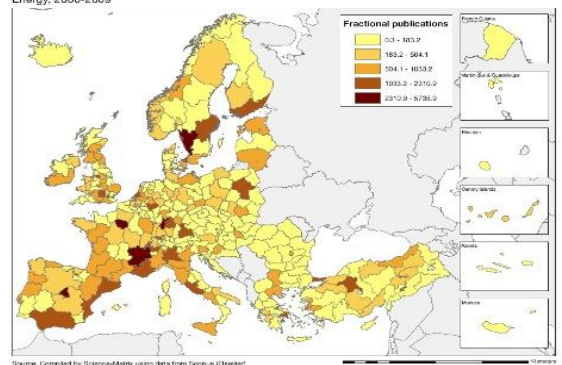 Energy, 2000-2009
Fractional publications
0.3 - 183.2
183.2 - 504.1
504.1 - 1033.2
1033.2 - 2310.9
2310.9 - 5735.9
French Guiana
Martinique & Guadeloupe
Réunion
Canary Islands
Azores
Madeira
Source: Compiled by Science-Metrix using data from Scopus (Elsevier)
Kilometers